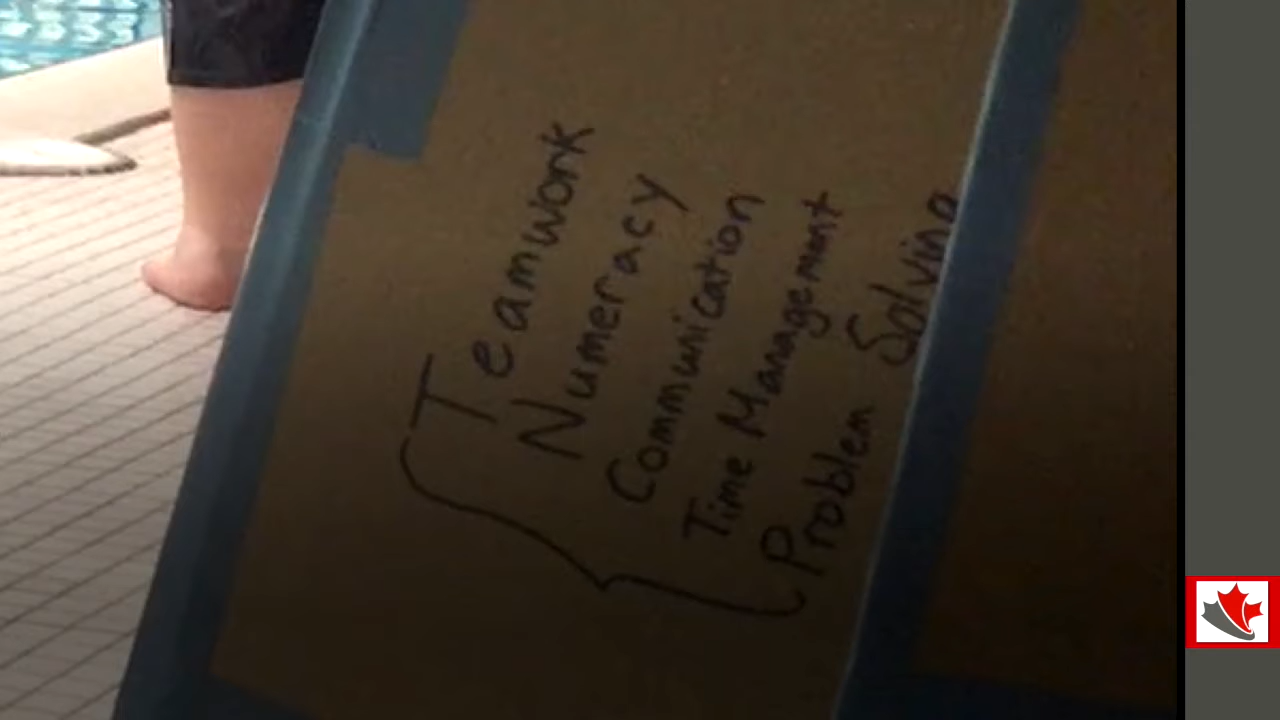 Teamwork
Numeracy
Communication
Time Management
Problem Solving